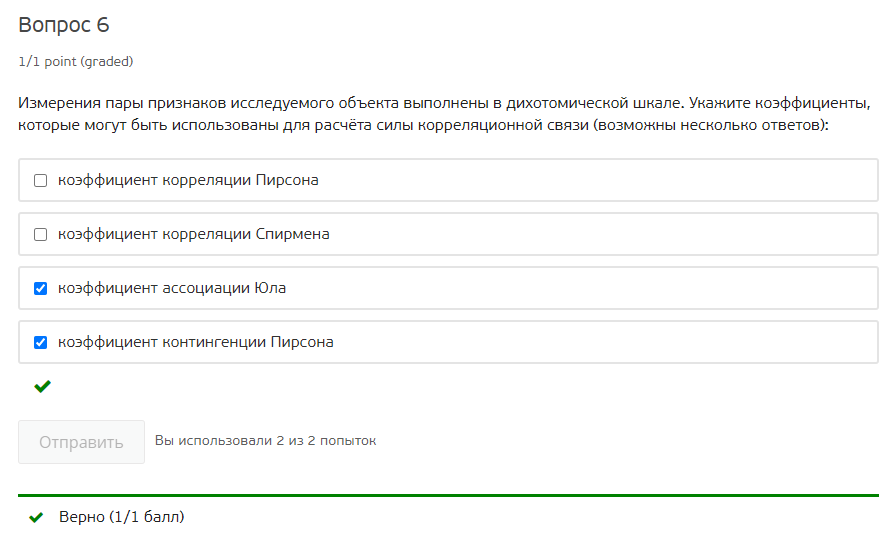 Вопрос 6
1/1 point (graded)
Измерения пары признаков исследуемого объекта выполнены в дихотомической шкале. Укажите коэффициенты,
которые могут быть использованы для расчёта силы корреляционной связи (возможны несколько ответов):
коэффициент корреляции Пирсона
коэффициент корреляции Спирмена
коэффициент ассоциации Юла
коэффициент контингенции Пирсона
Отправить Вы использовали 2 из 2 попыток
Верно (1/1 балл)